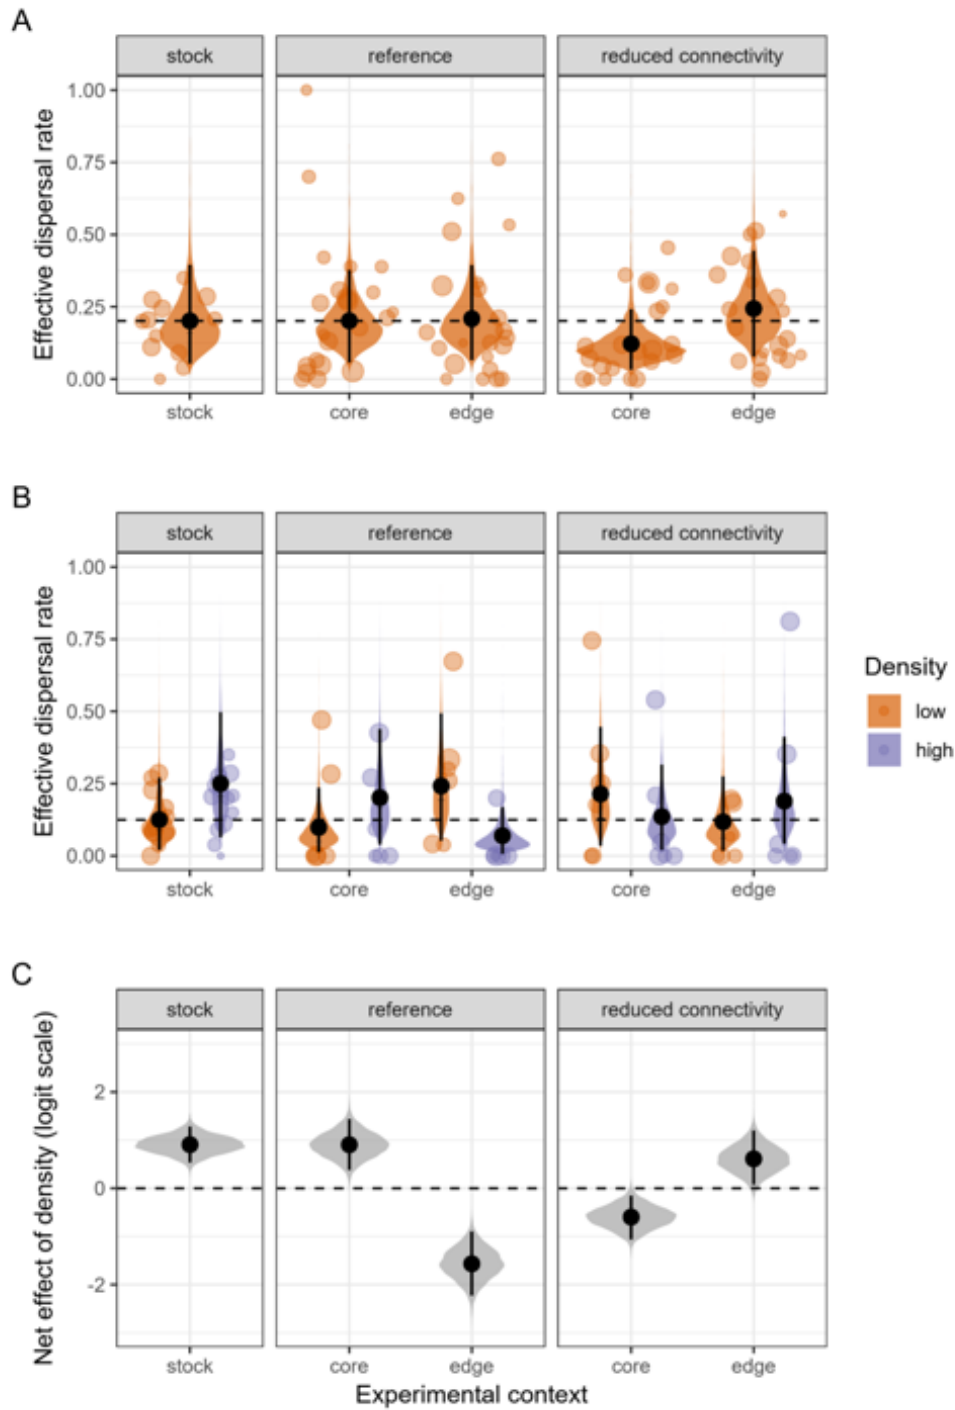 A
stock reference reduced connectivity
Effective dispersal rate
1.00
0.75
0.50
0.25
0.00
stock core edge core edge
B
stock reference reduced connectivity
Effective dispersal rate
1.00
0.75
0.50
0.25
0.00
stock core edge core edge
Density
low
high
C
stock reference reduced connectivity
Net effect of density (logit scale)
2
0
-2
stock core edge core edge
Experimental context